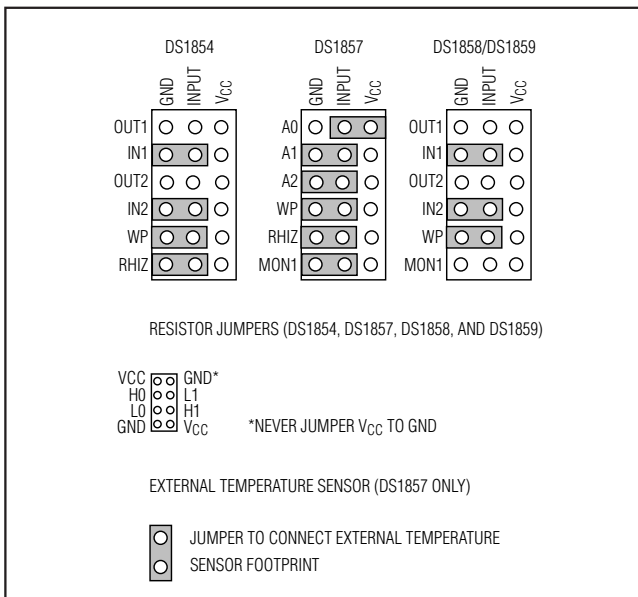 DS1854 DS1857 DS1858/DS1859
GND INPUT VCC GND INPUT VCC GND INPUT VCC
OUT1 A0 OUT1
IN1 A1 IN1
OUT2 A2 OUT2
IN2 WP IN2
WP RHIZ WP
RHIZ MON1 MON1
RESISTOR JUMPERS (DS1854, DS1857, DS1858, AND DS1859)
VCC GND*
H0 L1
L0 H1
GND VCC *NEVER JUMPER VCC TO GND
EXTERNAL TEMPERATURE SENSOR (DS1857 ONLY)
JUMPER TO CONNECT EXTERNAL TEMPERATURE
SENSOR FOOTPRINT